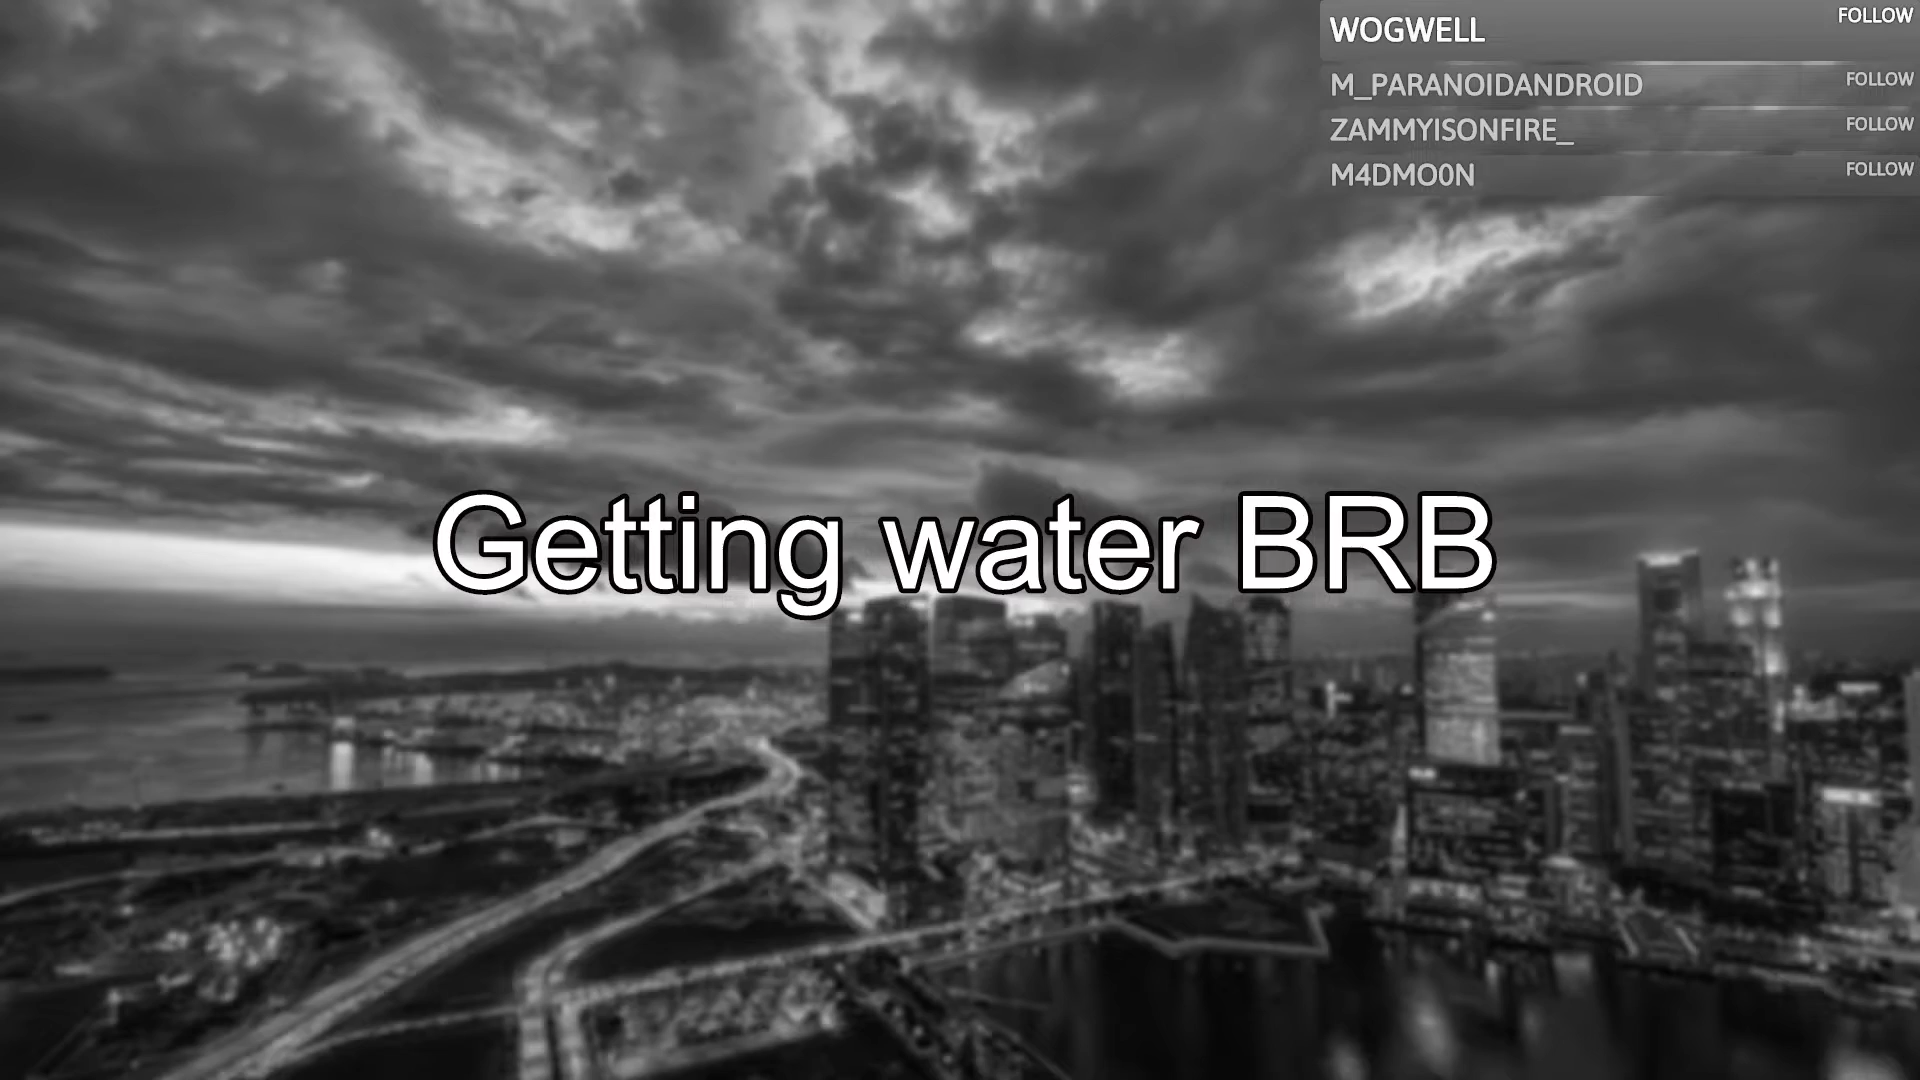 WOGWELL FOLLOW
M_PARANOIDANDROID FOLLOW
ZAMMYISONFIRE_ FOLLOW
M4DMO0N FOLLOW
Getting water BRB